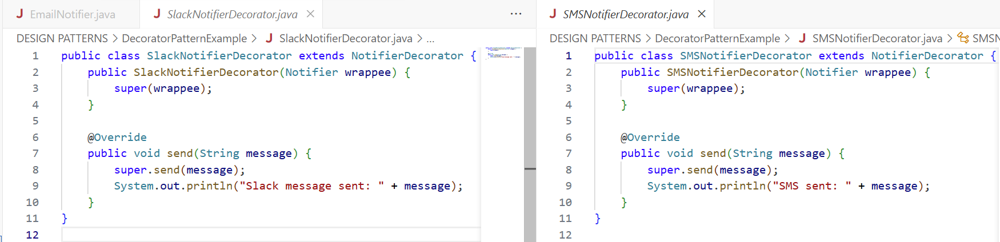 J EmailNotifier.java
J SlackNotifierDecorator.java ×
...
DESIGN PATTERNS > DecoratorPatternExample > J SlackNotifierDecorator.java > ...
1 public class SlackNotifierDecorator extends NotifierDecorator {
2 public SlackNotifierDecorator(Notifier wrappee) {
3 super(wrappee);
4 }
5
6 @Override
7 public void send(String message) {
8 super.send(message);
9 System.out.println("Slack message sent: " + message);
10 }
11 }
12
J SMSNotifierDecorator.java ×
DESIGN PATTERNS > DecoratorPatternExample > J SMSNotifierDecorator.java > SMSN
1 public class SMSNotifierDecorator extends NotifierDecorator {
2 public SMSNotifierDecorator(Notifier wrappee) {
3 super(wrappee);
4 }
5
6 @Override
7 public void send(String message) {
8 super.send(message);
9 System.out.println("SMS sent: " + message);
10 }
11 }
12